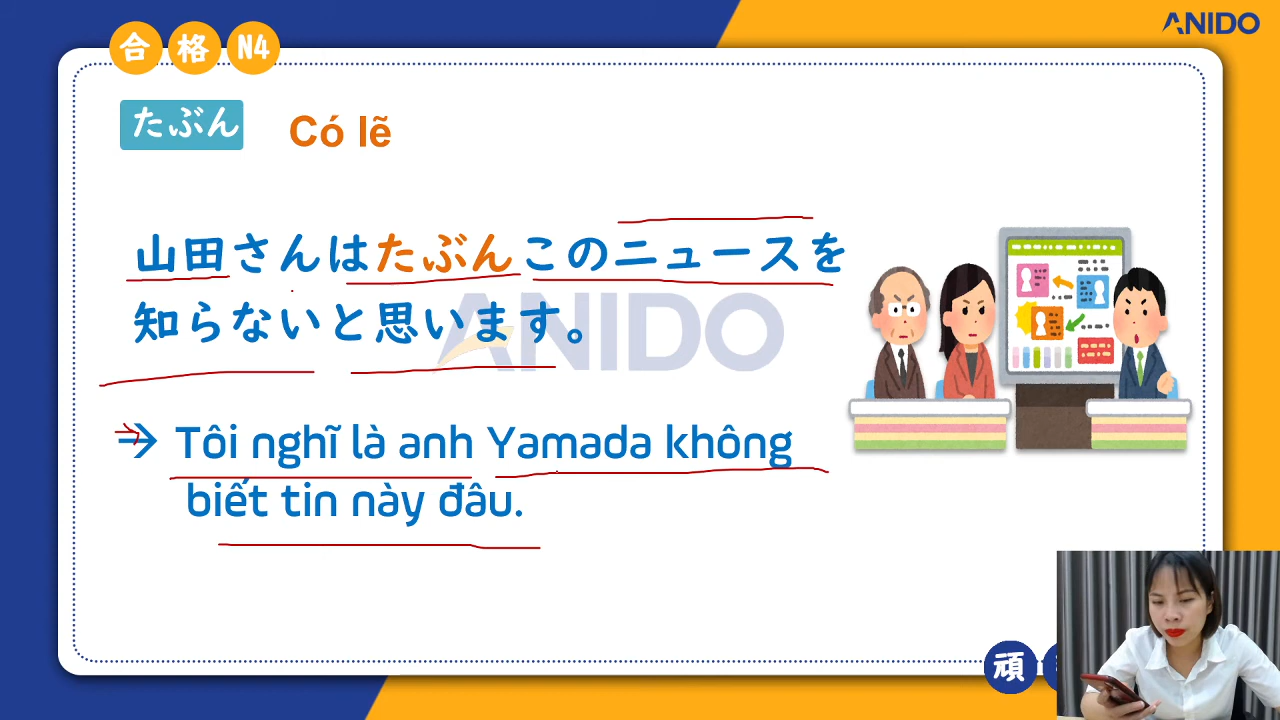 ANIDO
合格N4
たぶん Có lẽ
山田さんはたぶんこのニュースを
知らないと思います。
ANIDO
→ Tôi nghĩ là anh Yamada không
biết tin này đâu.
頑